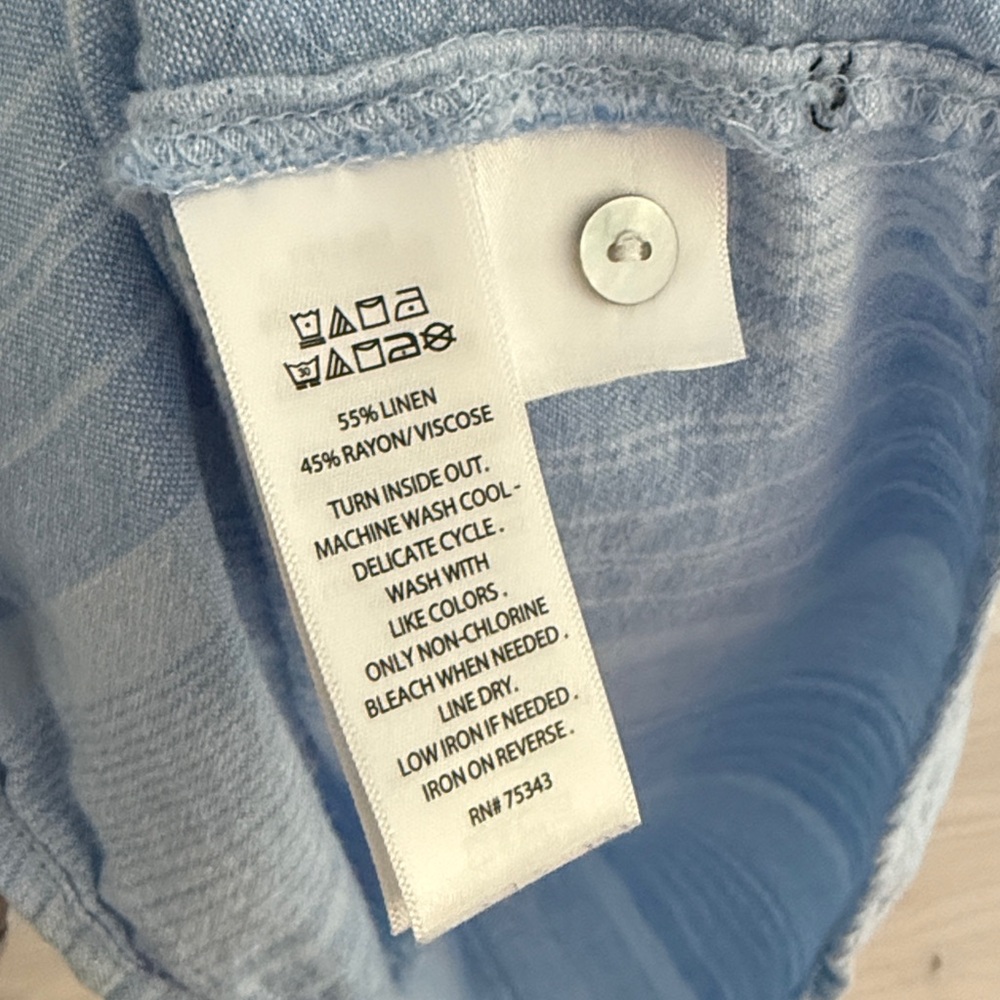 30
55% LINEN
45% RAYON/VISCOSE
TURN INSIDE OUT.
MACHINE WASH COOL -
DELICATE CYCLE .
WASH WITH
LIKE COLORS .
ONLY NON-CHLORINE
BLEACH WHEN NEEDED .
LINE DRY.
LOW IRON IF NEEDED .
IRON ON REVERSE .
RN# 75343